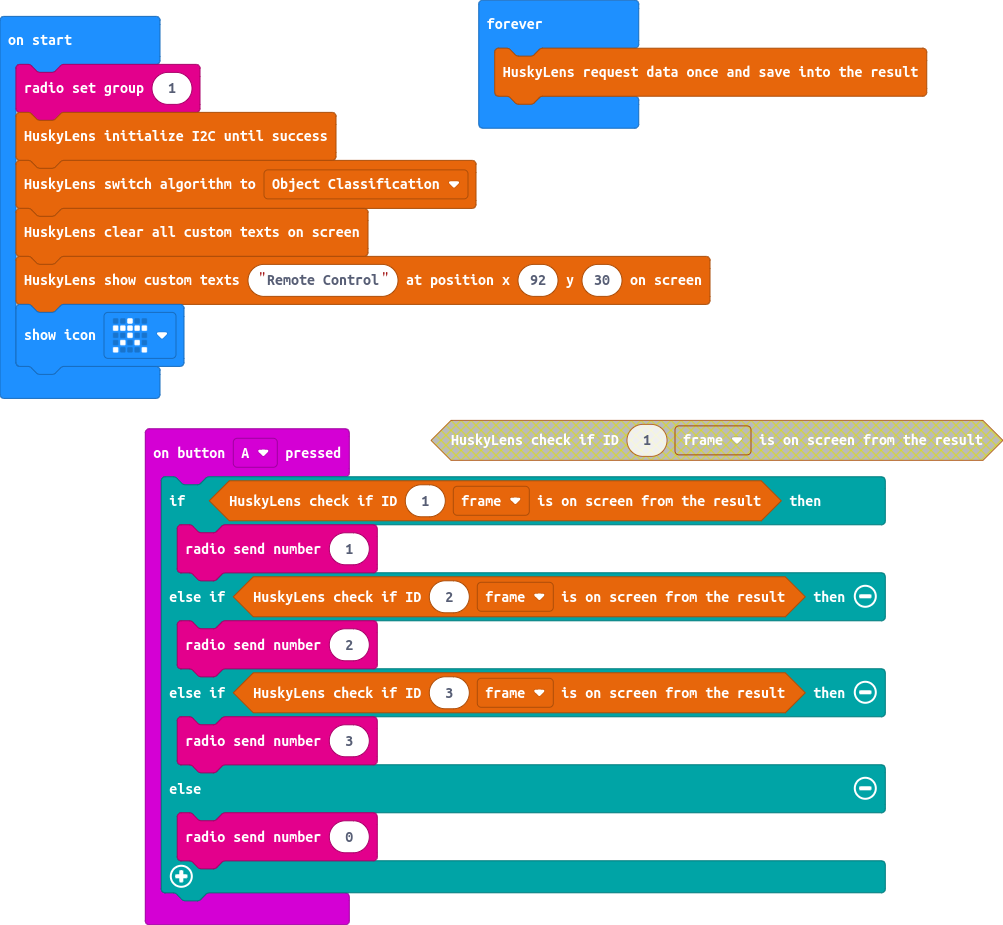 on start
radio set group 1
HuskyLens initialize I2C until success
HuskyLens switch algorithm to Object Classification
HuskyLens clear all custom texts on screen
HuskyLens show custom texts "Remote Control" at position x 92 y 30 on screen
show icon
forever
HuskyLens request data once and save into the result
HuskyLens check if ID 1 frame is on screen from the result
on button A pressed
if HuskyLens check if ID 1 frame is on screen from the result then
radio send number 1
else if HuskyLens check if ID 2 frame is on screen from the result then
radio send number 2
else if HuskyLens check if ID 3 frame is on screen from the result then
radio send number 3
else
radio send number 0